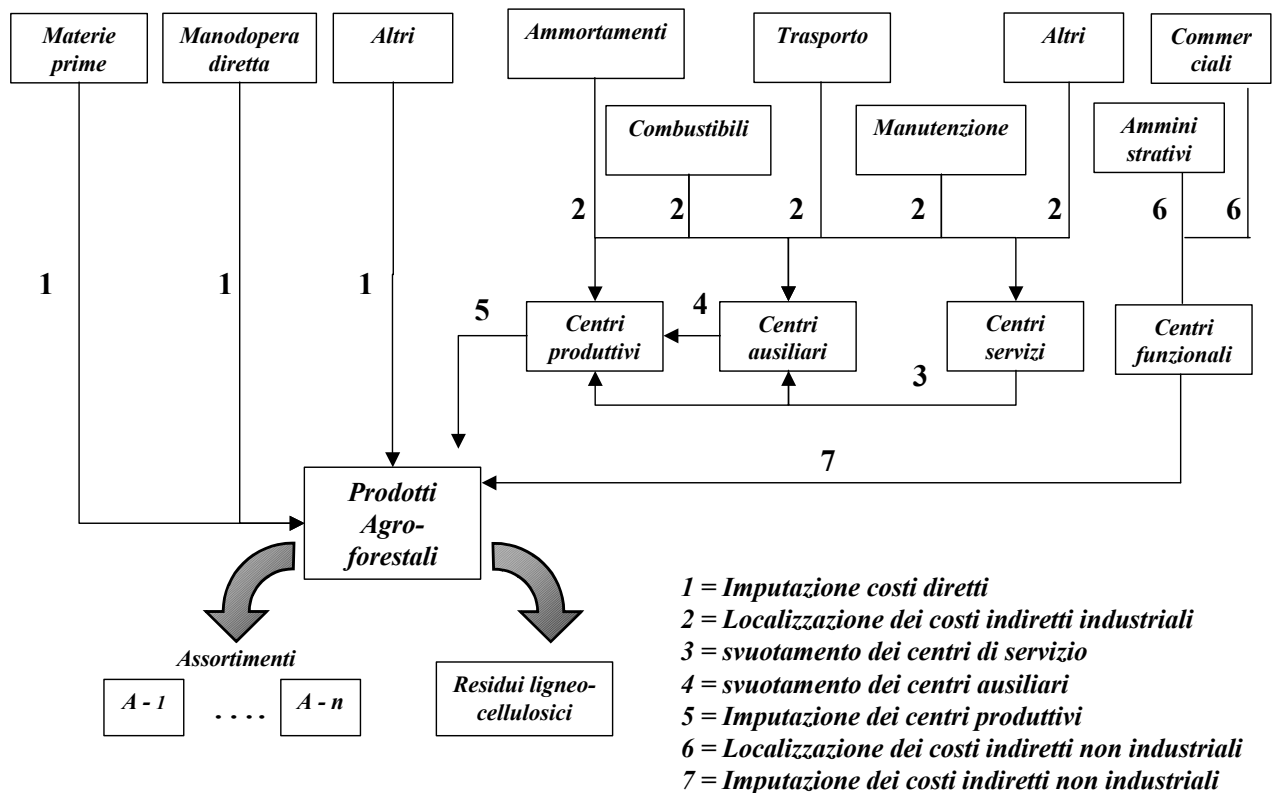 Materie
prime
Manodopera
diretta
Altri
Ammortamenti
Trasporto
Altri
Commer
ciali
Combustibili
Manutenzione
Ammini
strativi
2
2
2
2
2
6
6
1
1
1
5
4
Centri
produttivi
Centri
ausiliari
Centri
servizi
Centri
funzionali
3
7
Prodotti
Agro-
forestali
Assortimenti
A - 1
. . . .
A - n
Residui ligneo-
cellulosici
1 = Imputazione costi diretti
2 = Localizzazione dei costi indiretti industriali
3 = svuotamento dei centri di servizio
4 = svuotamento dei centri ausiliari
5 = Imputazione dei centri produttivi
6 = Localizzazione dei costi indiretti non industriali
7 = Imputazione dei costi indiretti non industriali